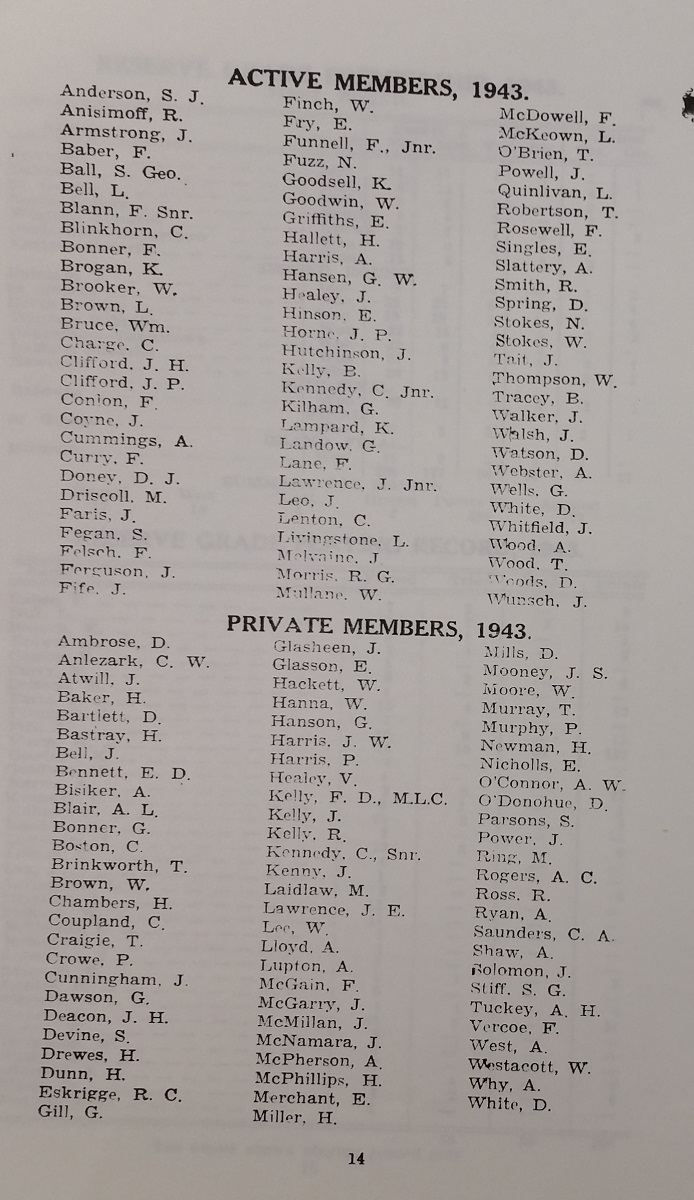 ACTIVE MEMBERS, 1943.
Anderson, S. J.
Anisimoff, R.
Armstrong, J.
Baber, F.
Ball, S. Geo.
Bell, L.
Blann, F. Snr.
Blinkhorn, C.
Bonner, F.
Brogan, K.
Brooker, W.
Brown, L.
Bruce, Wm.
Charge, C.
Clifford, J. H.
Clifford, J. P.
Conlon, F.
Coyne, J.
Cummings, A.
Curry, F.
Doney, D. J.
Driscoll, M.
Faris, J.
Fegan, S.
Felsch, F.
Ferguson, J.
Fife, J.
Finch, W.
Fry, E.
Funnell, F., Jnr.
Fuzz, N.
Goodsell, K.
Goodwin, W.
Griffiths, E.
Hallett, H.
Harris, A.
Hansen, G. W.
Healey, J.
Hinson, E.
Horne, J. P.
Hutchinson, J.
Kelly, B.
Kennedy, C. Jnr.
Kilham, G.
Lampard, K.
Landow, G.
Lane, F.
Lawrence, J. Jnr.
Leo, J.
Lenton, C.
Livingstone, L.
Melvaine, J
Morris, R. G.
Mullane, W.
McDowell, F.
McKeown, L.
O'Brien, T.
Powell, J.
Quinlivan, L.
Robertson, T.
Rosewell, F.
Singles, E.
Slattery, A.
Smith, R.
Spring, D.
Stokes, N.
Stokes, W.
Tait, J.
Thompson, W.
Tracey, B.
Walker, J.
Walsh, J.
Watson, D.
Webster, A.
Wells, G.
White, D.
Whitfield, J.
Wood, A.
Wood, T.
Woods, D.
Wunsch, J.
PRIVATE MEMBERS, 1943.
Ambrose, D.
Anlezark, C. W.
Atwill, J.
Baker, H.
Bartlett, D.
Bastray, H.
Bell, J.
Bennett, E. D.
Bisiker, A.
Blair, A. L.
Bonner, G.
Boston, C.
Brinkworth, T.
Brown, W.
Chambers, H.
Coupland, C.
Craigie, T.
Crowe, P.
Cunningham, J.
Dawson, G.
Deacon, J. H.
Devine, S.
Drewes, H.
Dunn, H.
Eskrigge, R. C.
Gill, G.
Glasheen, J.
Glasson, E.
Hackett, W.
Hanna, W.
Hanson, G.
Harris, J. W.
Harris, P.
Healey, V.
Kelly, F. D., M.L.C.
Kelly, J.
Kelly, R.
Kennedy, C., Snr.
Kenny, J.
Laidlaw, M.
Lawrence, J. E.
Lee, W.
Lloyd, A.
Lupton, A.
McGain, F.
McGarry, J.
McMillan, J.
McNamara, J.
McPherson, A.
McPhillips, H.
Merchant, E.
Miller, H.
Mills, D.
Mooney, J. S.
Moore, W.
Murray, T.
Murphy, P.
Newman, H.
Nicholls, E.
O'Connor, A. W.
O'Donohue, D.
Parsons, S.
Power, J.
Ring, M.
Rogers, A. C.
Ross, R.
Ryan, A.
Saunders, C. A.
Shaw, A.
Solomon, J.
Stiff, S. G.
Tuckey, A. H.
Vercoe, F.
West, A.
Westacott, W.
Why, A.
White, D.
14